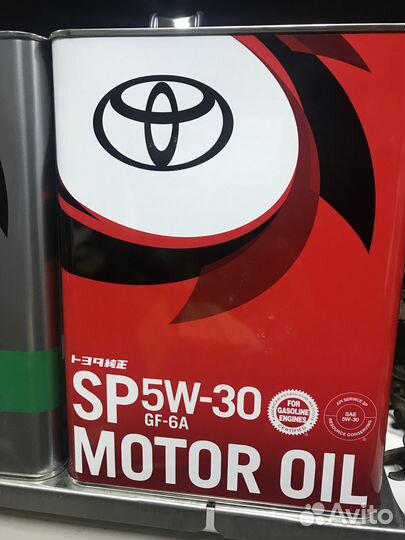 トヨタ純正
SP 5W-30
GF-6A
FOR
GASOLINE
ENGINES
CERTIFIED
API SERVICE SP
SAE
5W-30
RESOURCE CONSERVING
MOTOR OIL
Avito